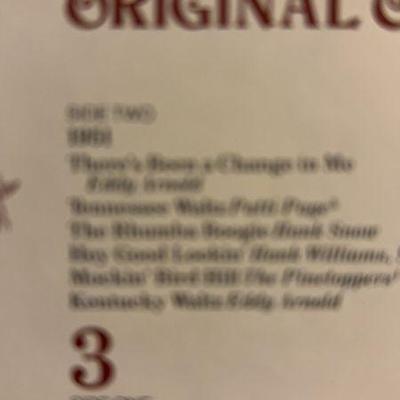 ORIGINAL
SIDE TWO
1951
There's Been a Change in Me
Eddy Arnold
Tennessee Waltz Patti Page*
The Rhumba Boogie Hank Snow
Hey Good Lookin' Hank Williams,
Mockin' Bird Hill The Pinetoppers*
Kentucky Waltz Eddy Arnold
3